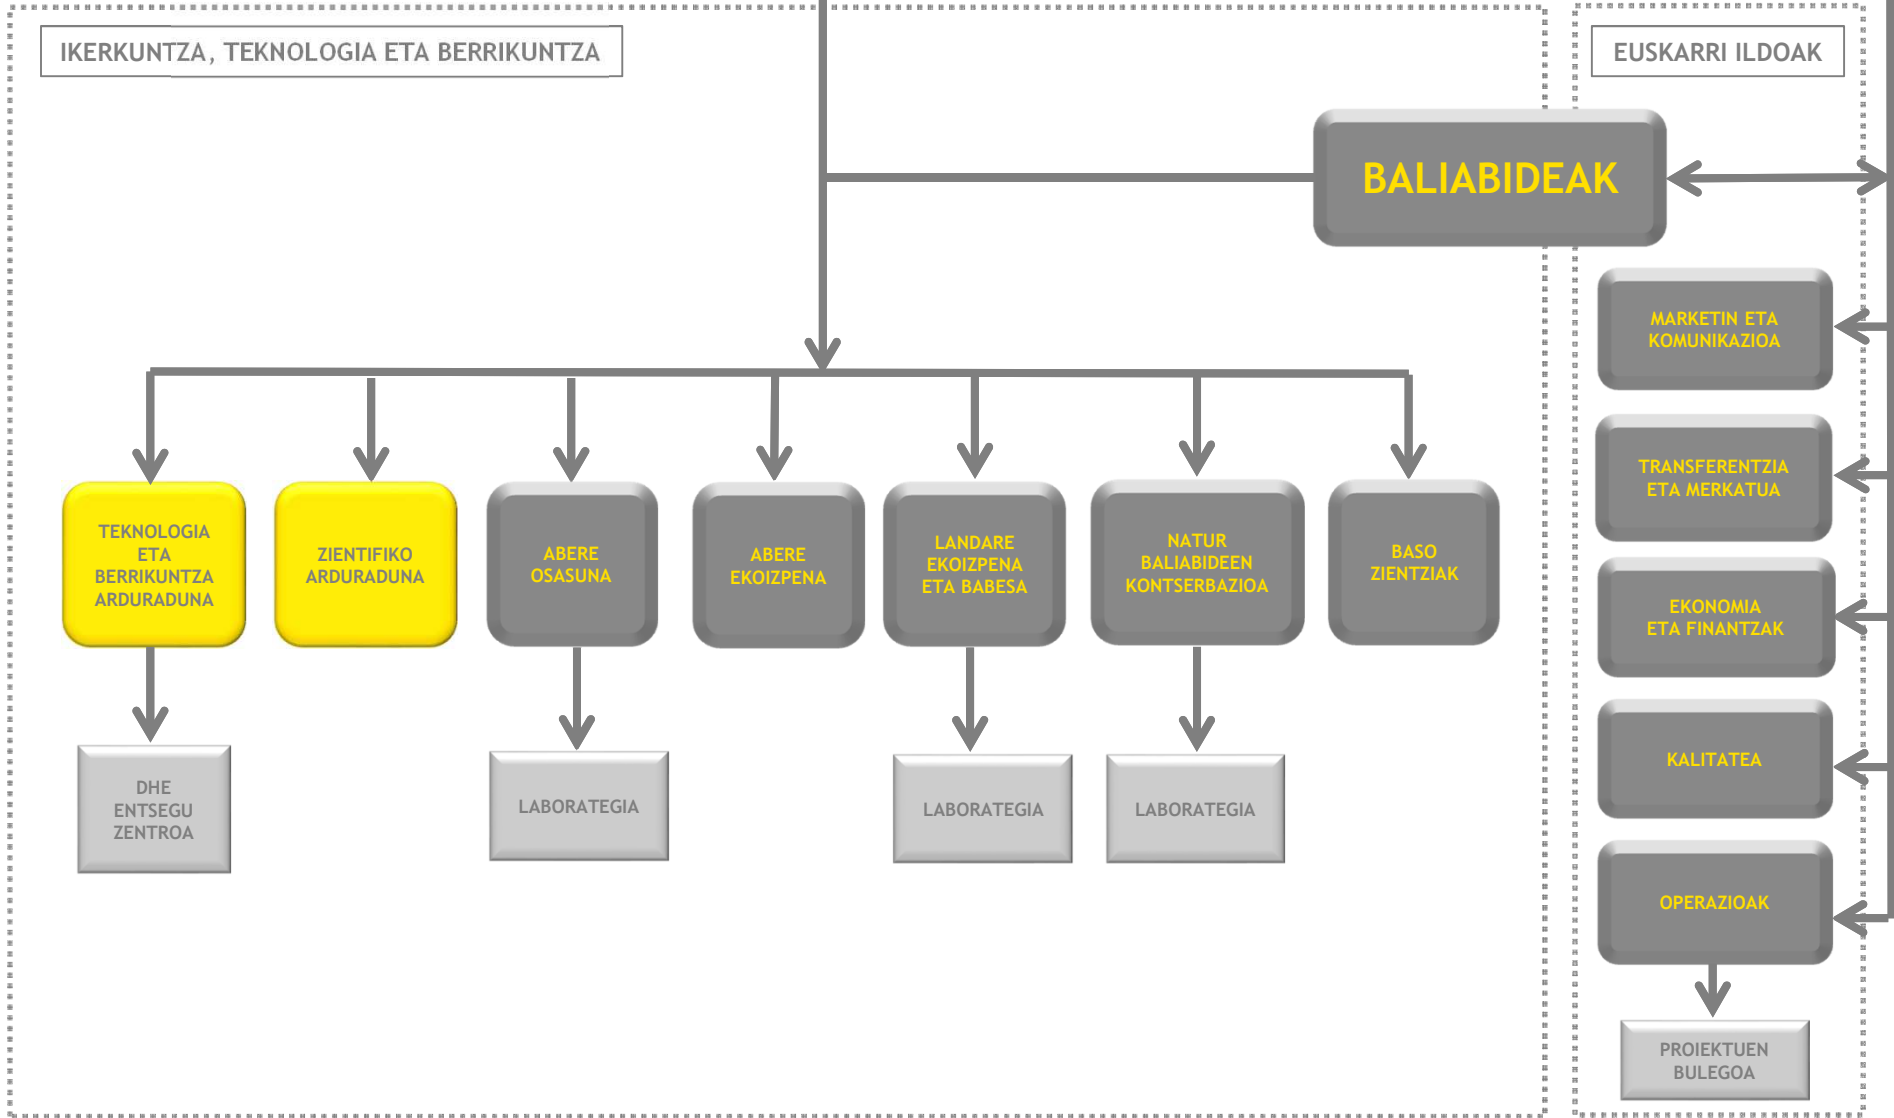 IKERKUNTZA, TEKNOLOGIA ETA BERRIKUNTZA
EUSKARRI ILDOAK
BALIABIDEAK
MARKETIN ETA
KOMUNIKAZIOA
TRANSFERENTZIA
ETA MERKATUA
EKONOMIA
ETA FINANTZAK
KALITATEA
OPERAZIOAK
PROIEKTUEN
BULEGOA
TEKNOLOGIA
ETA
BERRIKUNTZA
ARDURADUNA
ZIENTIFIKO
ARDURADUNA
ABERE
OSASUNA
ABERE
EKOIZPENA
LANDARE
EKOIZPENA
ETA BABESA
NATUR
BALIABIDEEN
KONTSERBAZIOA
BASO
ZIENTZIAK
DHE
ENTSEGU
ZENTROA
LABORATEGIA
LABORATEGIA
LABORATEGIA